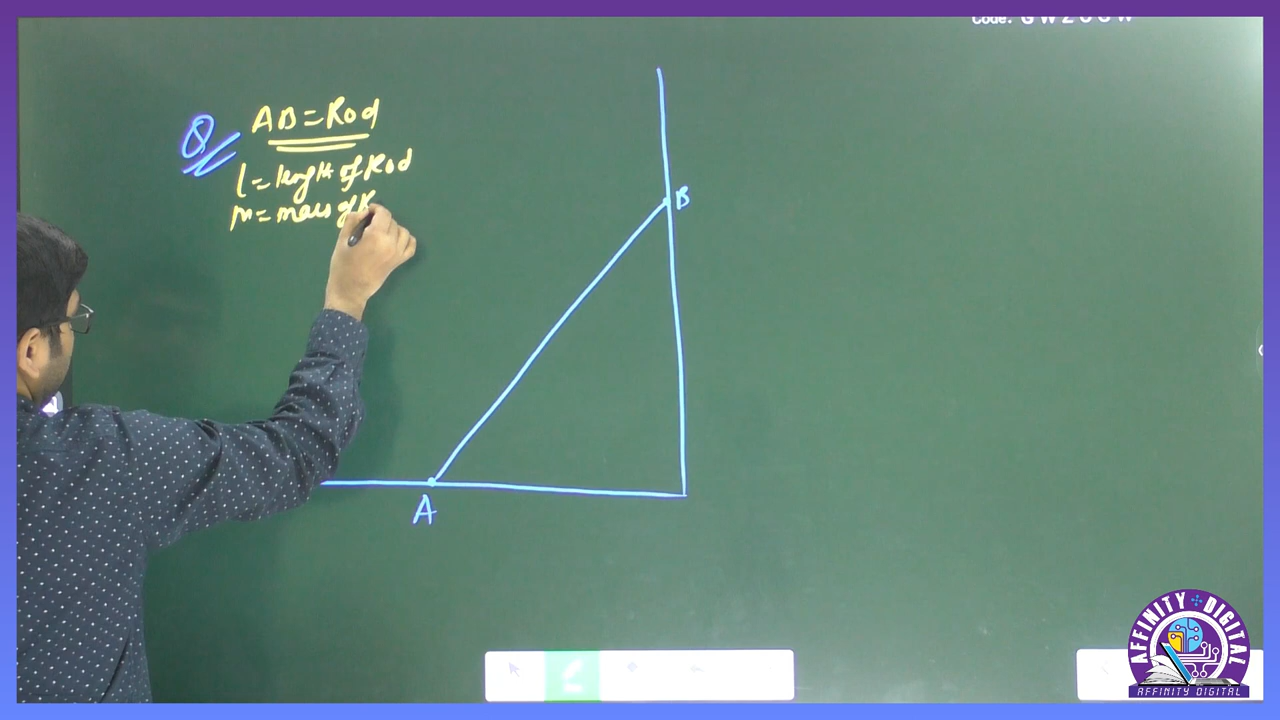 Q AB = Rod
l = length of Rod
m = mass of R
B
A
AFFINITY DIGITAL
AFFINITY DIGITAL